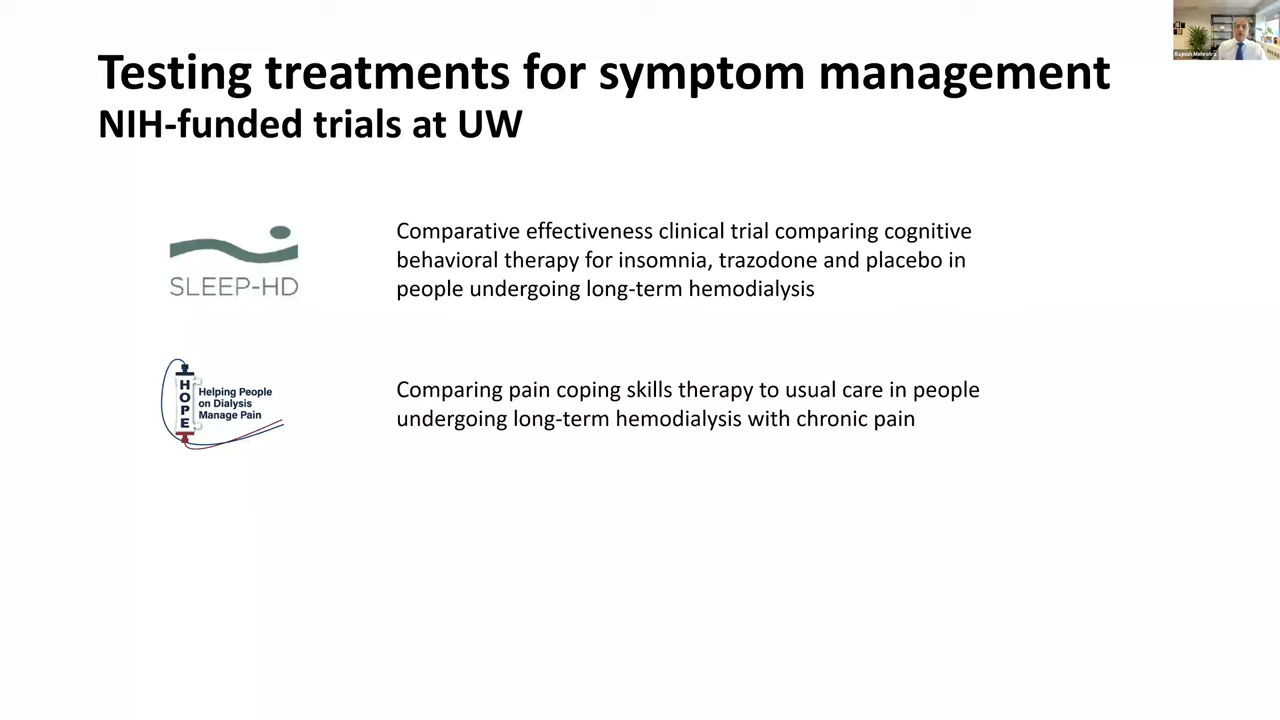 Testing treatments for symptom management
NIH-funded trials at UW
Rajnish Mehrotra
SLEEP-HD
Comparative effectiveness clinical trial comparing cognitive
behavioral therapy for insomnia, trazodone and placebo in
people undergoing long-term hemodialysis
HOPE
Helping People
on Dialysis
Manage Pain
Comparing pain coping skills therapy to usual care in people
undergoing long-term hemodialysis with chronic pain